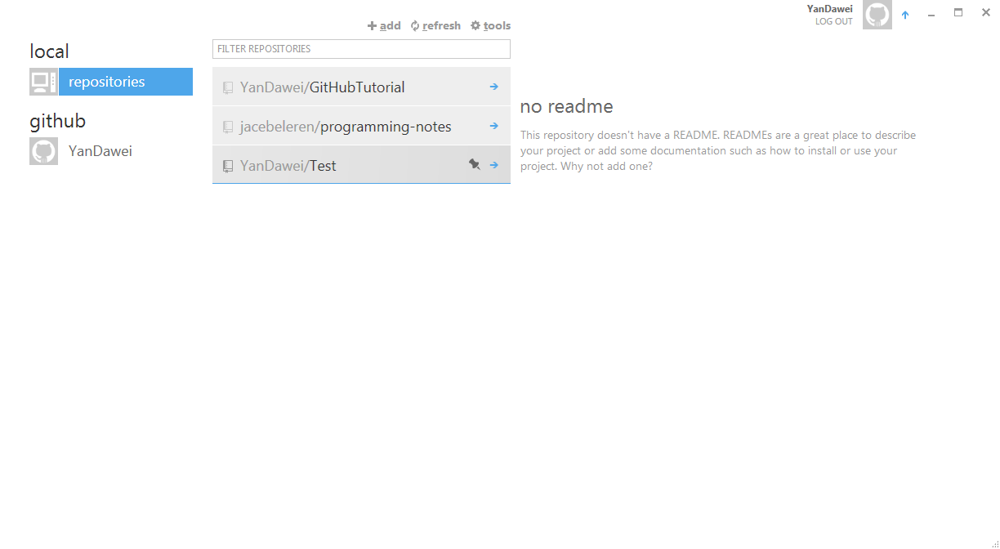 YanDawei
LOG OUT
add refresh tools
local
repositories
github
YanDawei
FILTER REPOSITORIES
YanDawei/GitHubTutorial
jacebeleren/programming-notes
YanDawei/Test
no readme
This repository doesn't have a README. READMEs are a great place to describe
your project or add some documentation such as how to install or use your
project. Why not add one?